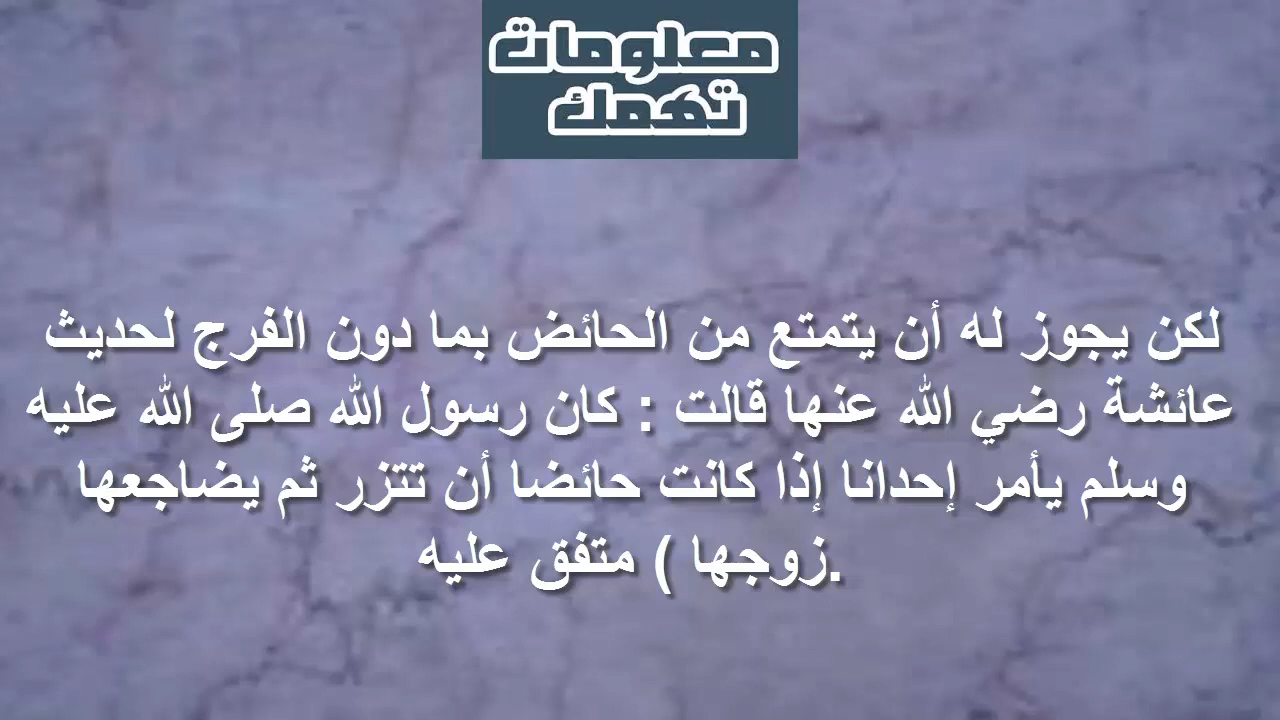 معلومات
تهمك
لكن يجوز له أن يتمتع من الحائض بما دون الفرج لحديث
عائشة رضي الله عنها قالت : كان رسول الله صلى الله عليه
وسلم يأمر إحدانا إذا كانت حائضا أن تتزر ثم يضاجعها
.زوجها ) متفق عليه